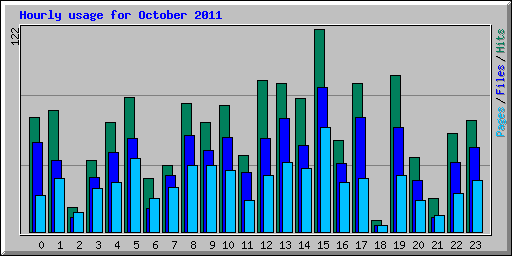 Hourly usage for October 2011
122
Pages / Files / Hits
0 1 2 3 4 5 6 7 8 9 10 11 12 13 14 15 16 17 18 19 20 21 22 23